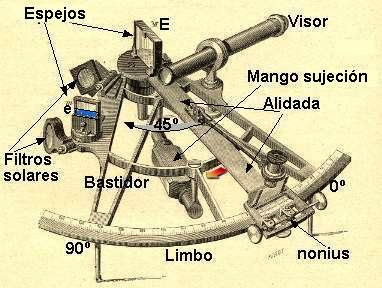 Espejos
E
Visor
Mango sujeción
Alidada
e
45º
Filtros
solares
Bastidor
0º
90º
Limbo
nonius